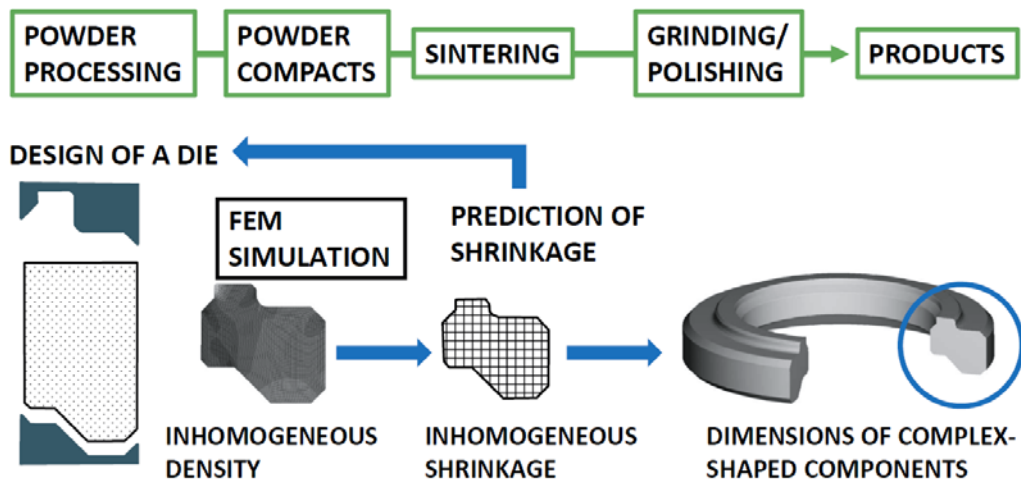 POWDER
PROCESSING
POWDER
COMPACTS
SINTERING
GRINDING/
POLISHING
PRODUCTS
DESIGN OF A DIE
FEM
SIMULATION
PREDICTION OF
SHRINKAGE
INHOMOGENEOUS
DENSITY
INHOMOGENEOUS
SHRINKAGE
DIMENSIONS OF COMPLEX-
SHAPED COMPONENTS